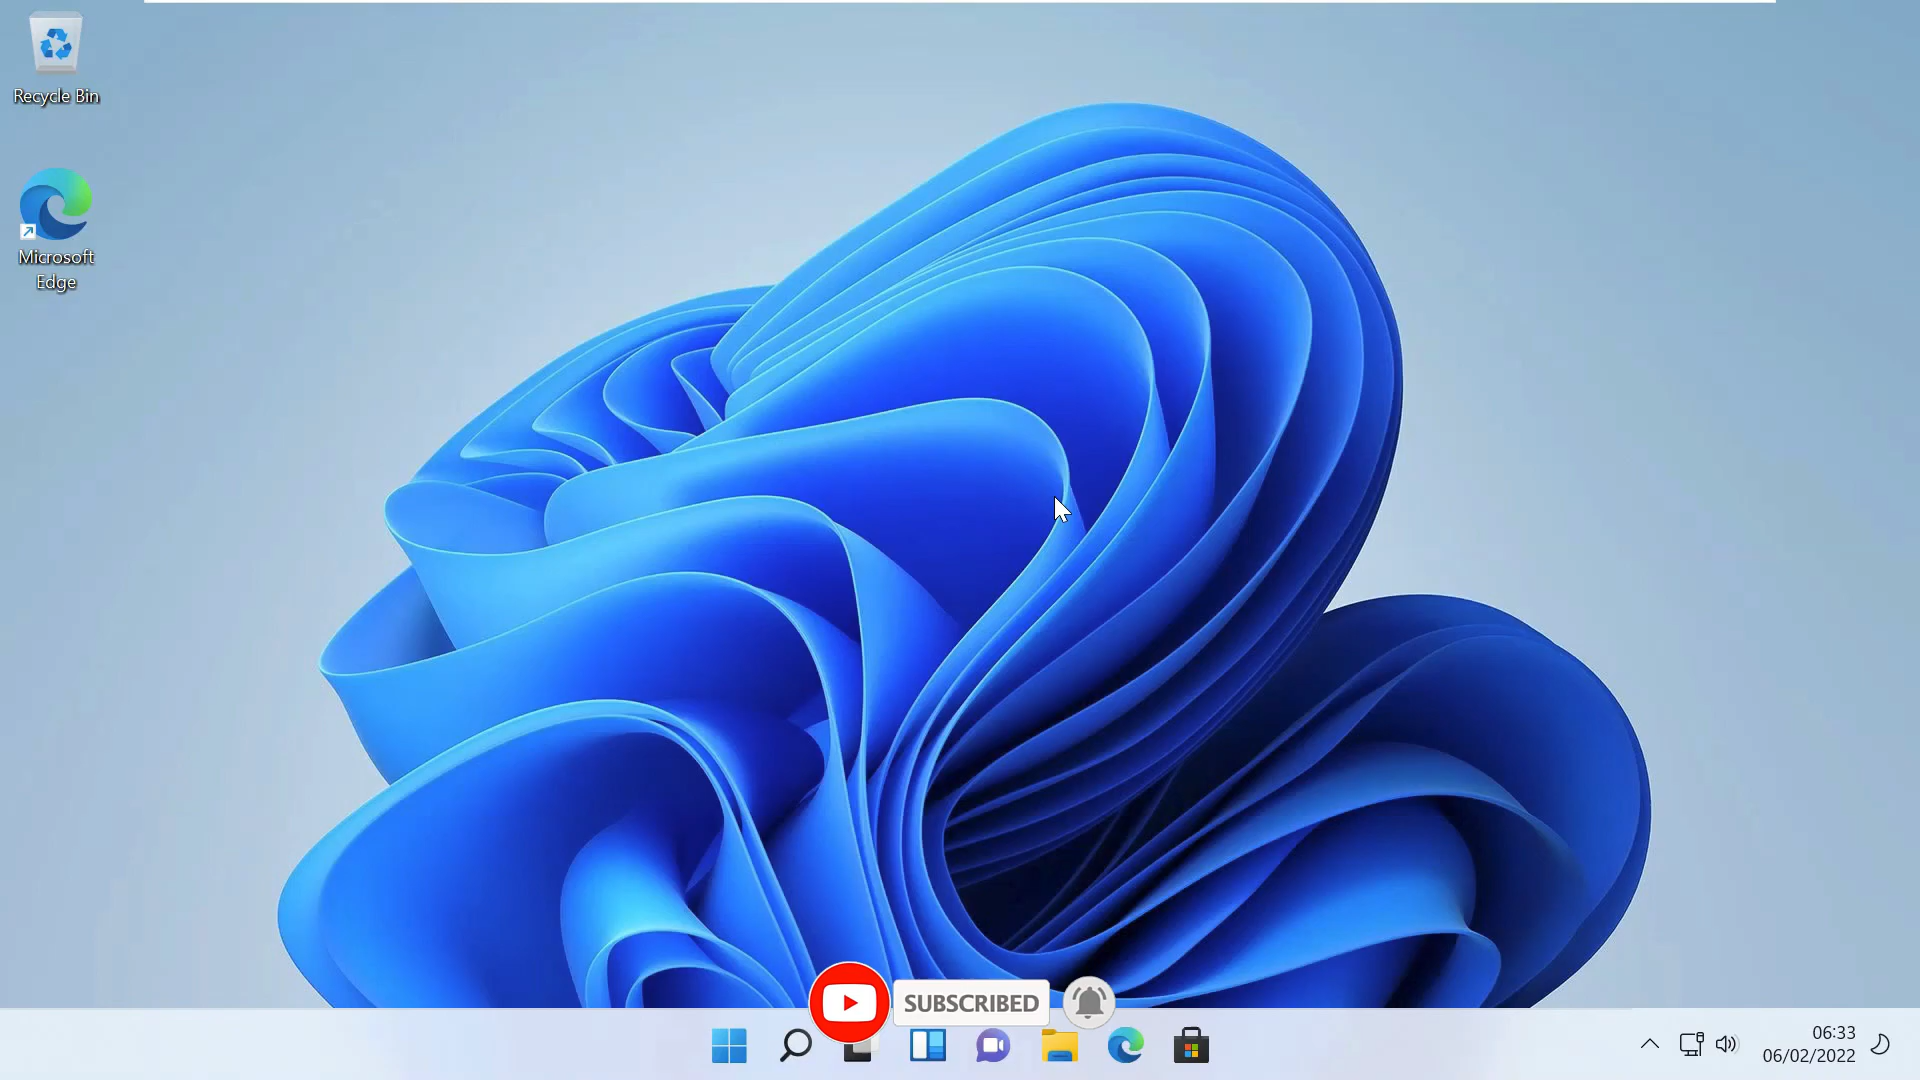 Recycle Bin
Microsoft
Edge
SUBSCRIBED
06:33
06/02/2022